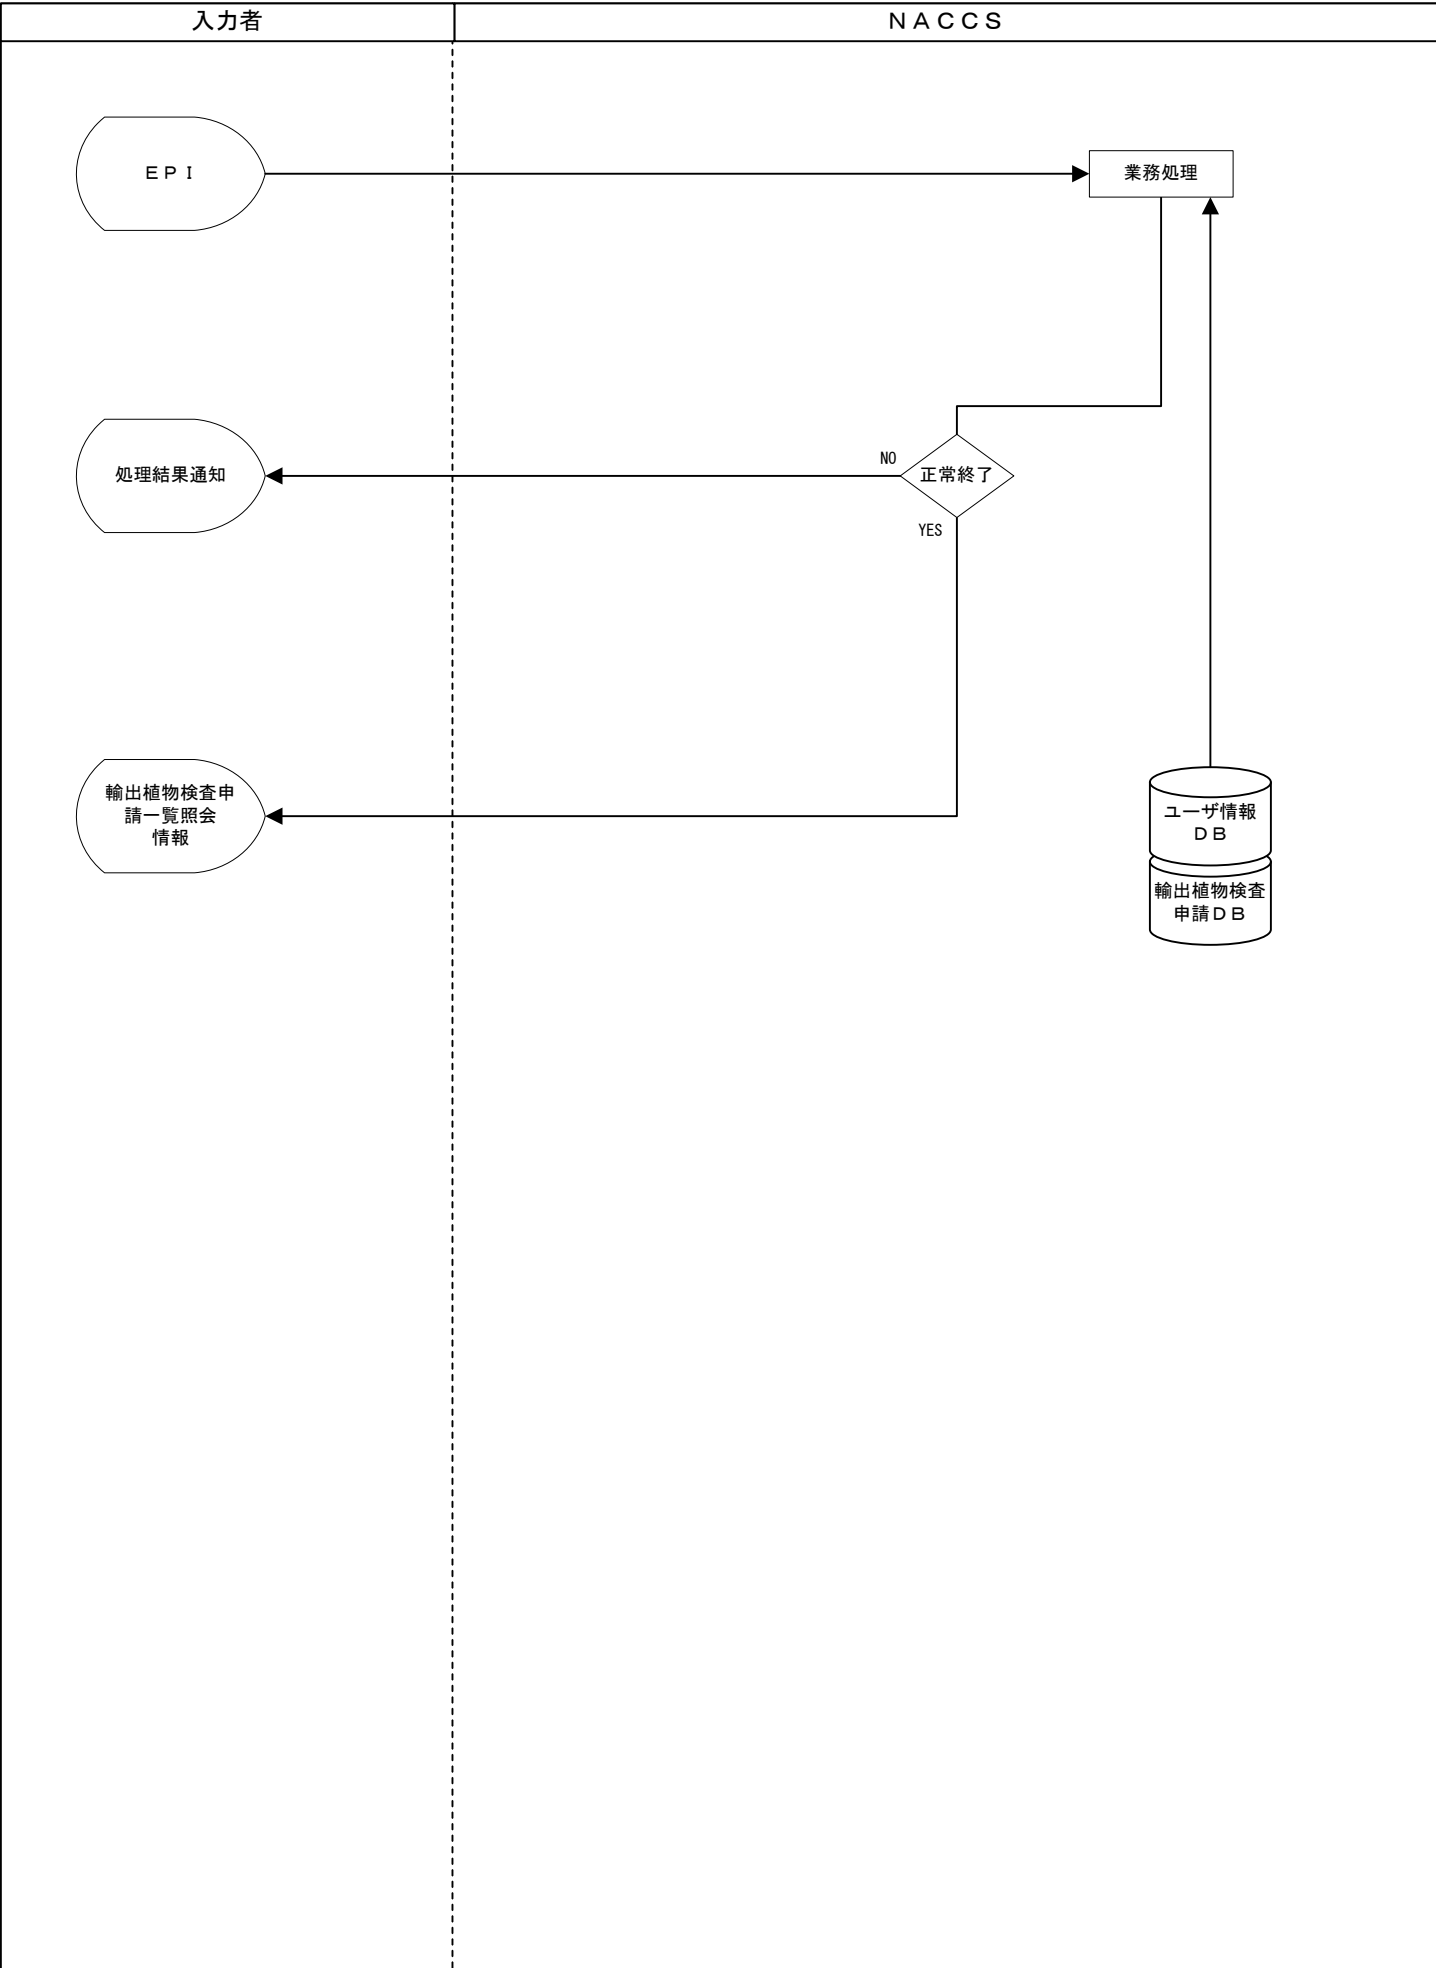 入力者
ＮＡＣＣＳ
ＥＰＩ
業務処理
処理結果通知
NO
正常終了
YES
輸出植物検査申
請一覧照会
情報
ユーザ情報
ＤＢ
輸出植物検査
申請ＤＢ